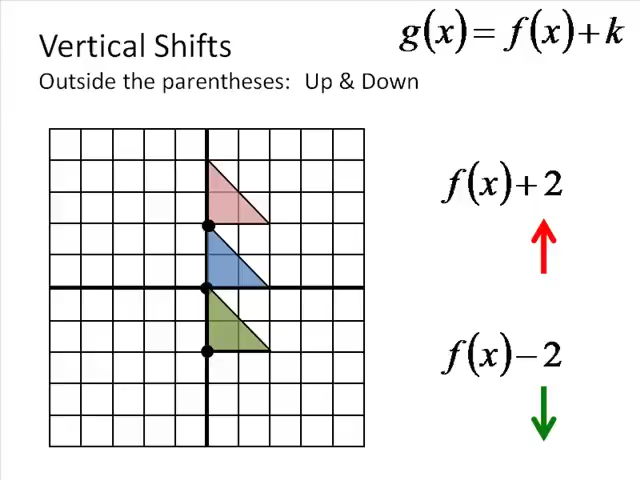 Vertical Shifts
g(x) = f(x) + k
Outside the parentheses: Up & Down
f(x) + 2
f(x) − 2